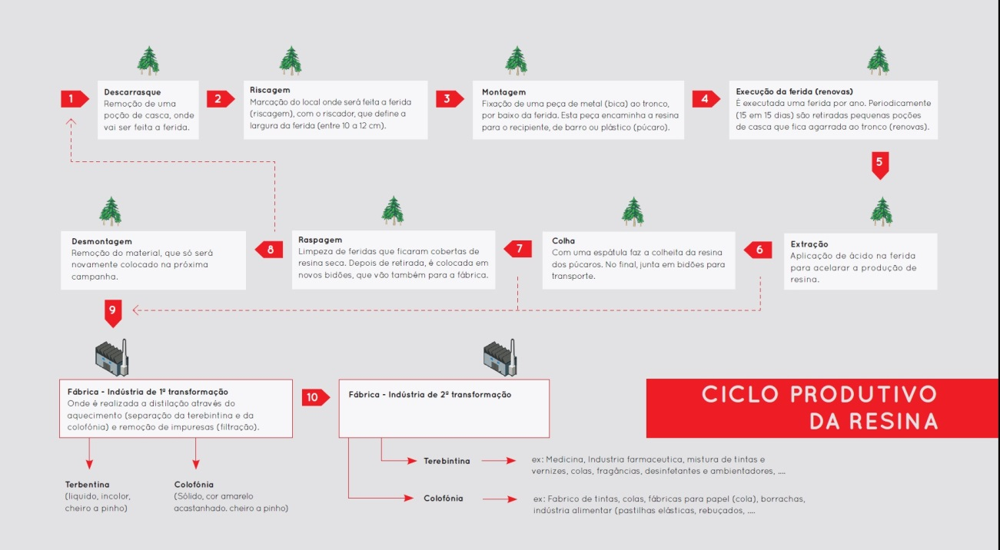 1
Descarrasque
Remoção de uma
poção de casca, onde
vai ser feita a ferida.
2
Riscagem
Marcação do local onde será feita a ferida
(riscagem), com o riscador, que define a
largura da ferida (entre 10 a 12 cm).
3
Montagem
Fixação de uma peça de metal (bica) ao tronco,
por baixo da ferida. Esta peça encaminha a resina
para o recipiente, de barro ou plástico (púcaro).
4
Execução da ferida (renovas)
É executada uma ferida por ano. Periodicamente
(15 em 15 dias) são retiradas pequenas poções
de casca que fica agarrada ao tronco (renovas).
5
Extração
Aplicação de ácido na ferida
para acelarar a produção de
resina.
6
Colha
Com uma espátula faz a colheita da resina
dos púcaros. No final, junta em bidões para
transporte.
7
Raspagem
Limpeza de feridas que ficaram cobertas de
resina seca. Depois de retirada, é colocada em
novos bidões, que vão também para a fábrica.
8
Desmontagem
Remoção do material, que só será
novamente colocado na próxima
campanha.
9
Fábrica - Indústria de 1ª transformação
Onde é realizada a distilação através do
aquecimento (separação da terebintina e da
colofónia) e remoção de impuresas (filtração).
10
Fábrica - Indústria de 2ª transformação
CICLO PRODUTIVO
DA RESINA
Terbentina
(liquido, incolor,
cheiro a pinho)
Colofónia
(Sólido, cor amarelo
acastanhado. cheiro a pinho)
Terebintina
ex: Medicina, Industria farmaceutica, mistura de tintas e
vernizes, colas, fragâncias, desinfetantes e ambientadores, ....
Colofónia
ex: Fabrico de tintas, colas, fábricas para papel (cola), borrachas,
indústria alimentar (pastilhas elásticas, rebuçados, ....